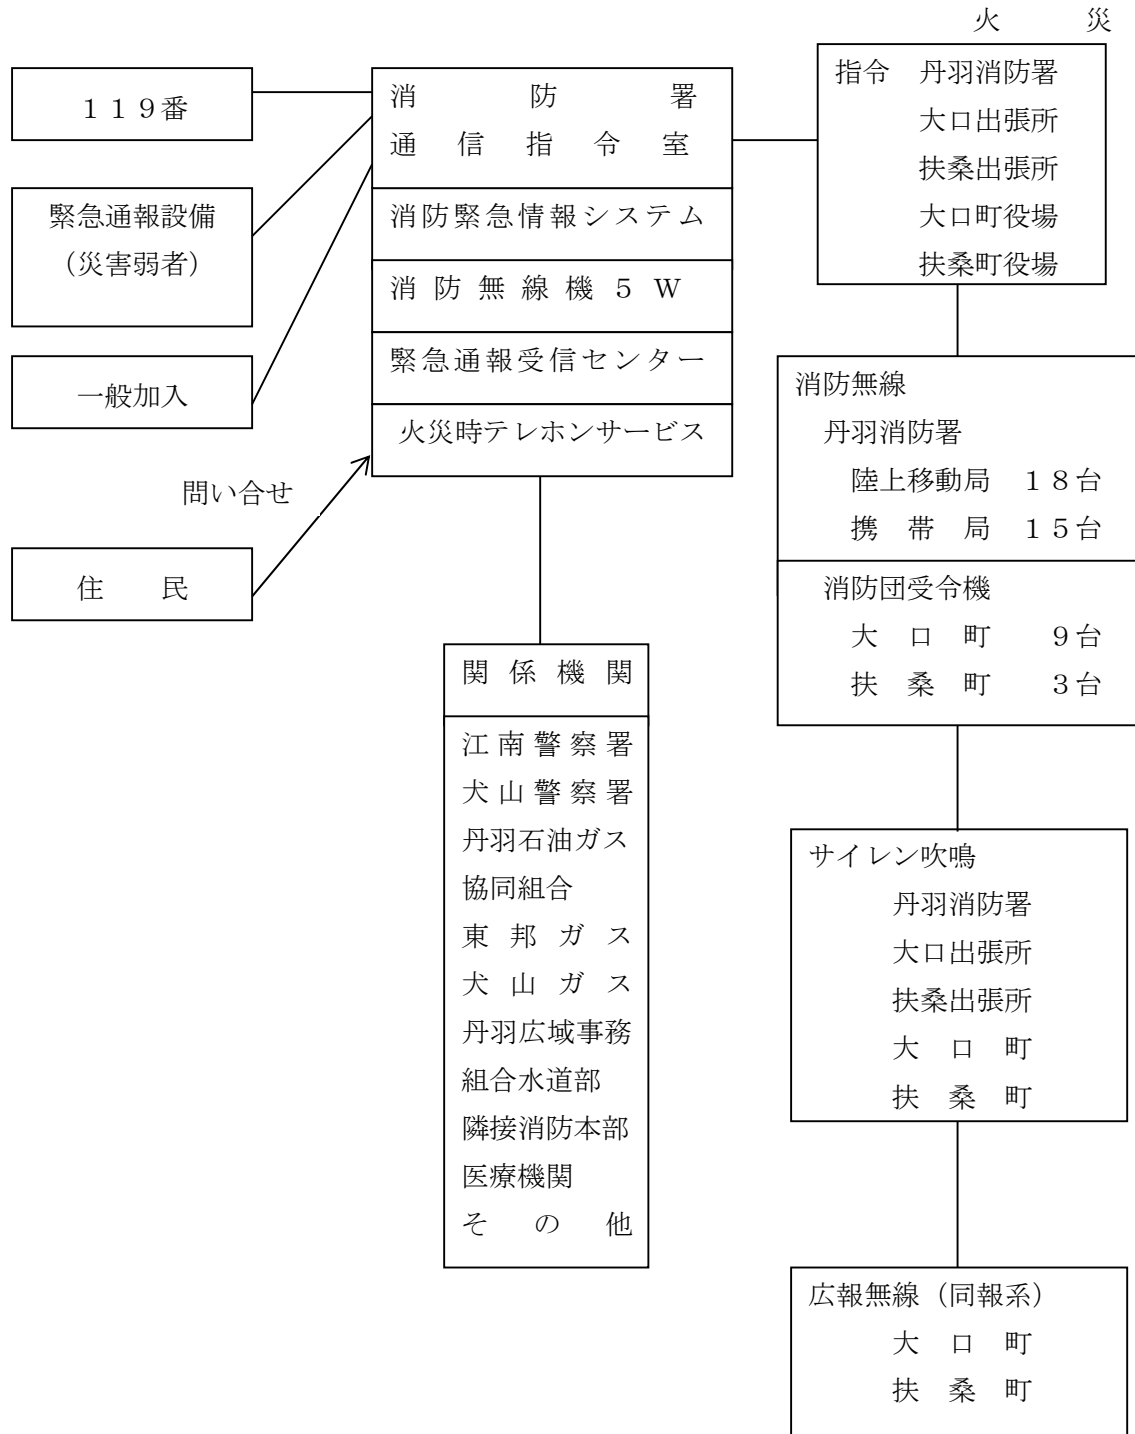 火　　災
１１９番
緊急通報設備
（災害弱者）
一般加入
問い合せ
住　　民
消　　防　　署
通　信　指　令　室
消防緊急情報システム
消 防 無 線 機 ５ Ｗ
緊急通報受信センター
火災時テレホンサービス
関 係 機 関
江 南 警 察 署
犬 山 警 察 署
丹羽石油ガス
協同組合
東 邦 ガ ス
犬 山 ガ ス
丹羽広域事務
組合水道部
隣接消防本部
医療機関
そ　の　他
指令　丹羽消防署
大口出張所
扶桑出張所
大口町役場
扶桑町役場
消防無線
丹羽消防署
陸上移動局　１８台
携　帯　局　１５台
消防団受令機
大　口　町　　９台
扶　桑　町　　３台
サイレン吹鳴
丹羽消防署
大口出張所
扶桑出張所
大　口　町
扶　桑　町
広報無線（同報系）
大　口　町
扶　桑　町